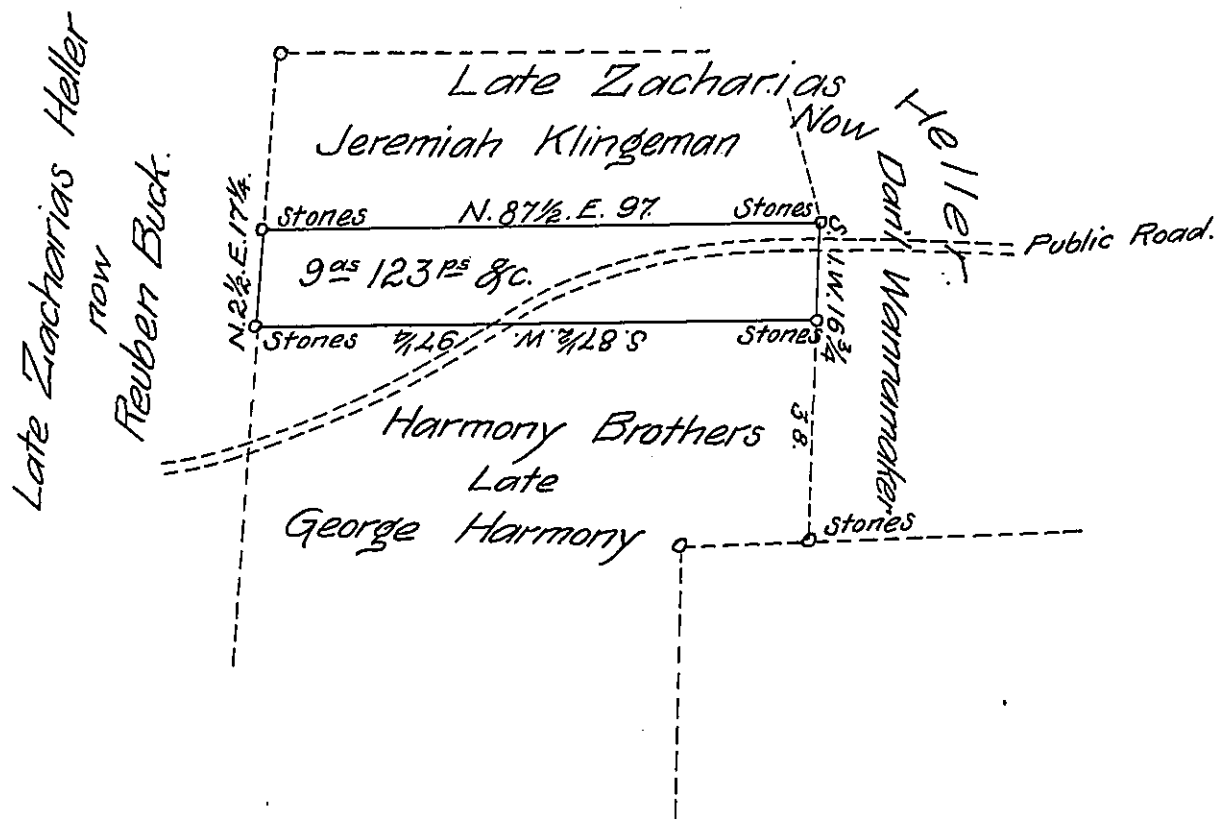 Late Zacharias Heller
now
Reuben Buck.
Late Zacharias Heller
Now Dan'l Wannamaker
Jeremiah Klingeman
N. 2½. E. 17¼.
Stones N. 87½. E. 97. Stones
9as 123ps &c.
Public Road.
Stones S. 87½. W. 97¼ Stones
W. 16¾
38.
Harmony Brothers
Late
George Harmony
Stones